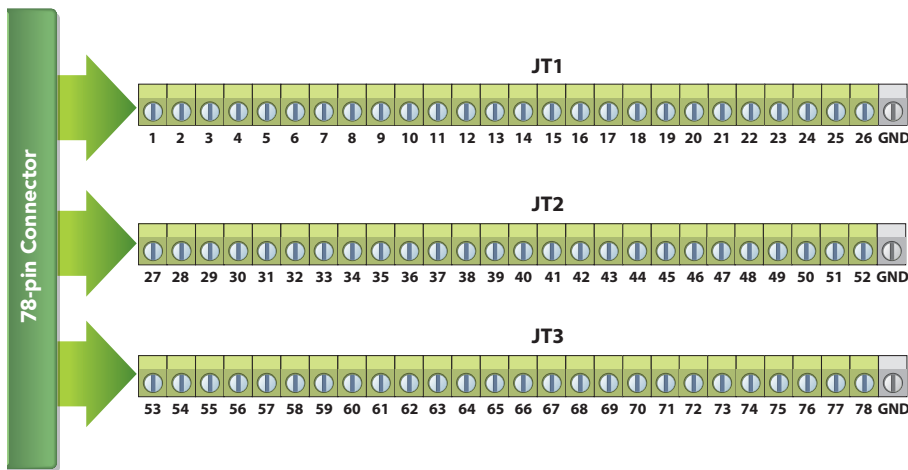 78-pin Connector
JT1
1 2 3 4 5 6 7 8 9 10 11 12 13 14 15 16 17 18 19 20 21 22 23 24 25 26 GND
JT2
27 28 29 30 31 32 33 34 35 36 37 38 39 40 41 42 43 44 45 46 47 48 49 50 51 52 GND
JT3
53 54 55 56 57 58 59 60 61 62 63 64 65 66 67 68 69 70 71 72 73 74 75 76 77 78 GND